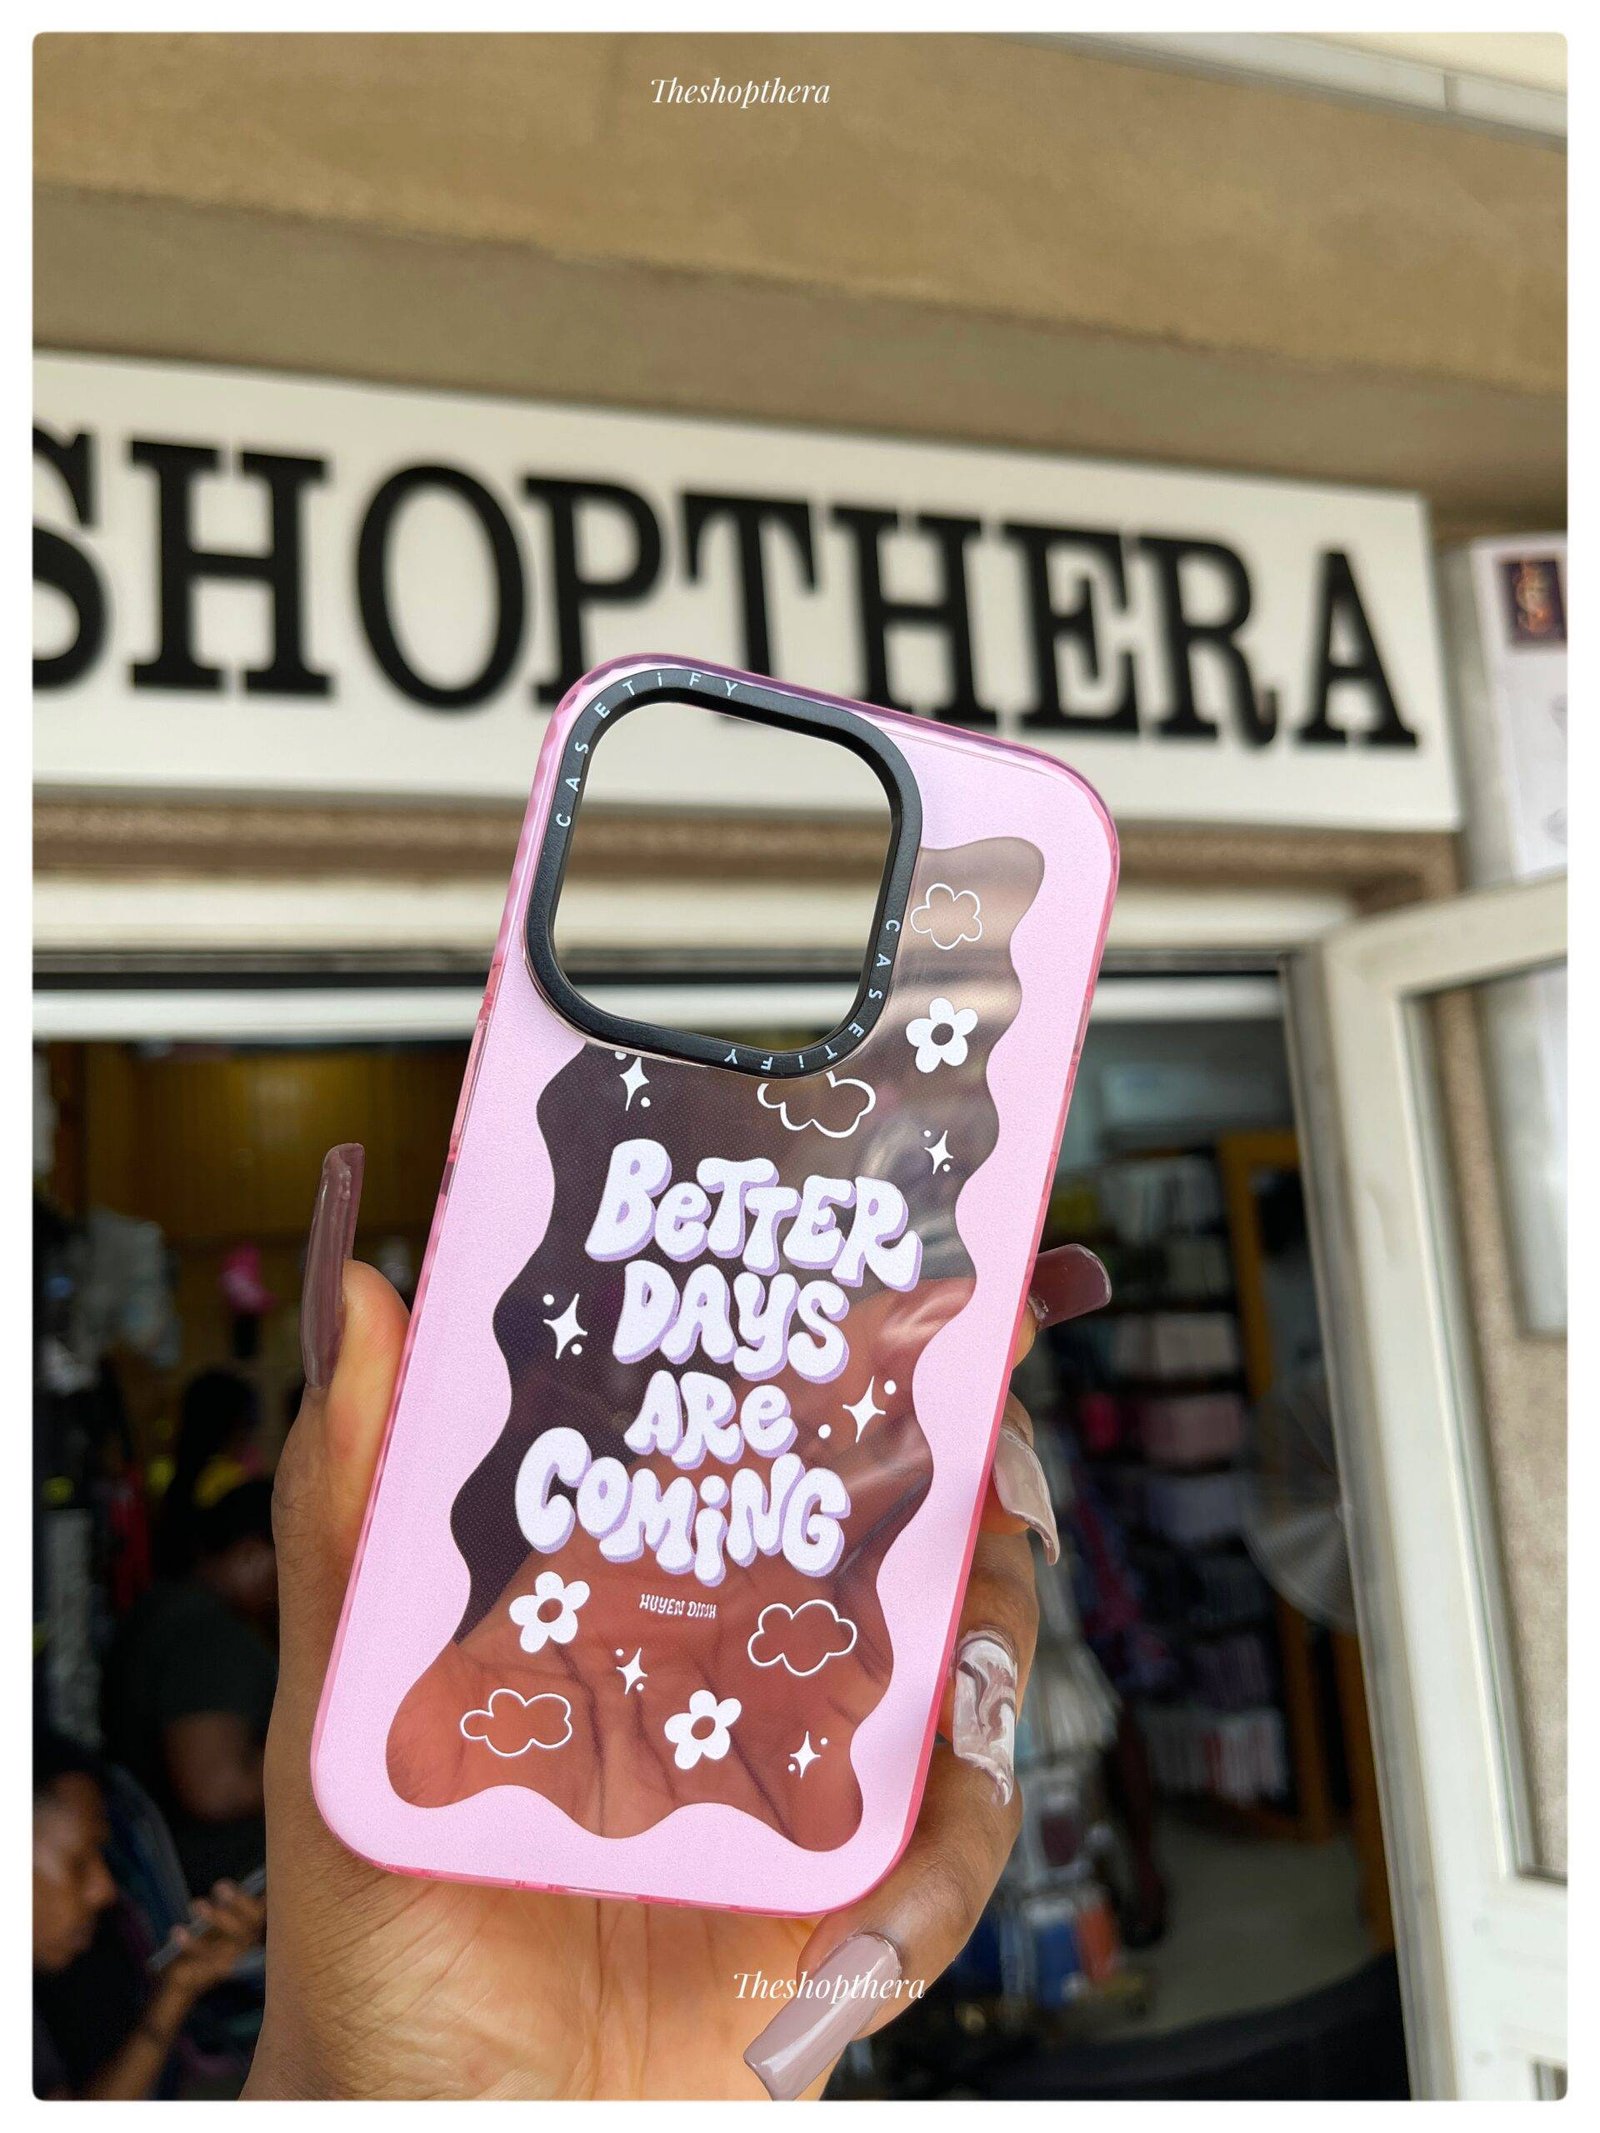 Theshopthera
SHOPTHERA
CASETiFY
CASETiFY
BeTTER
DAYS
ARe
COMiNG
HUYEN DINH
Theshopthera